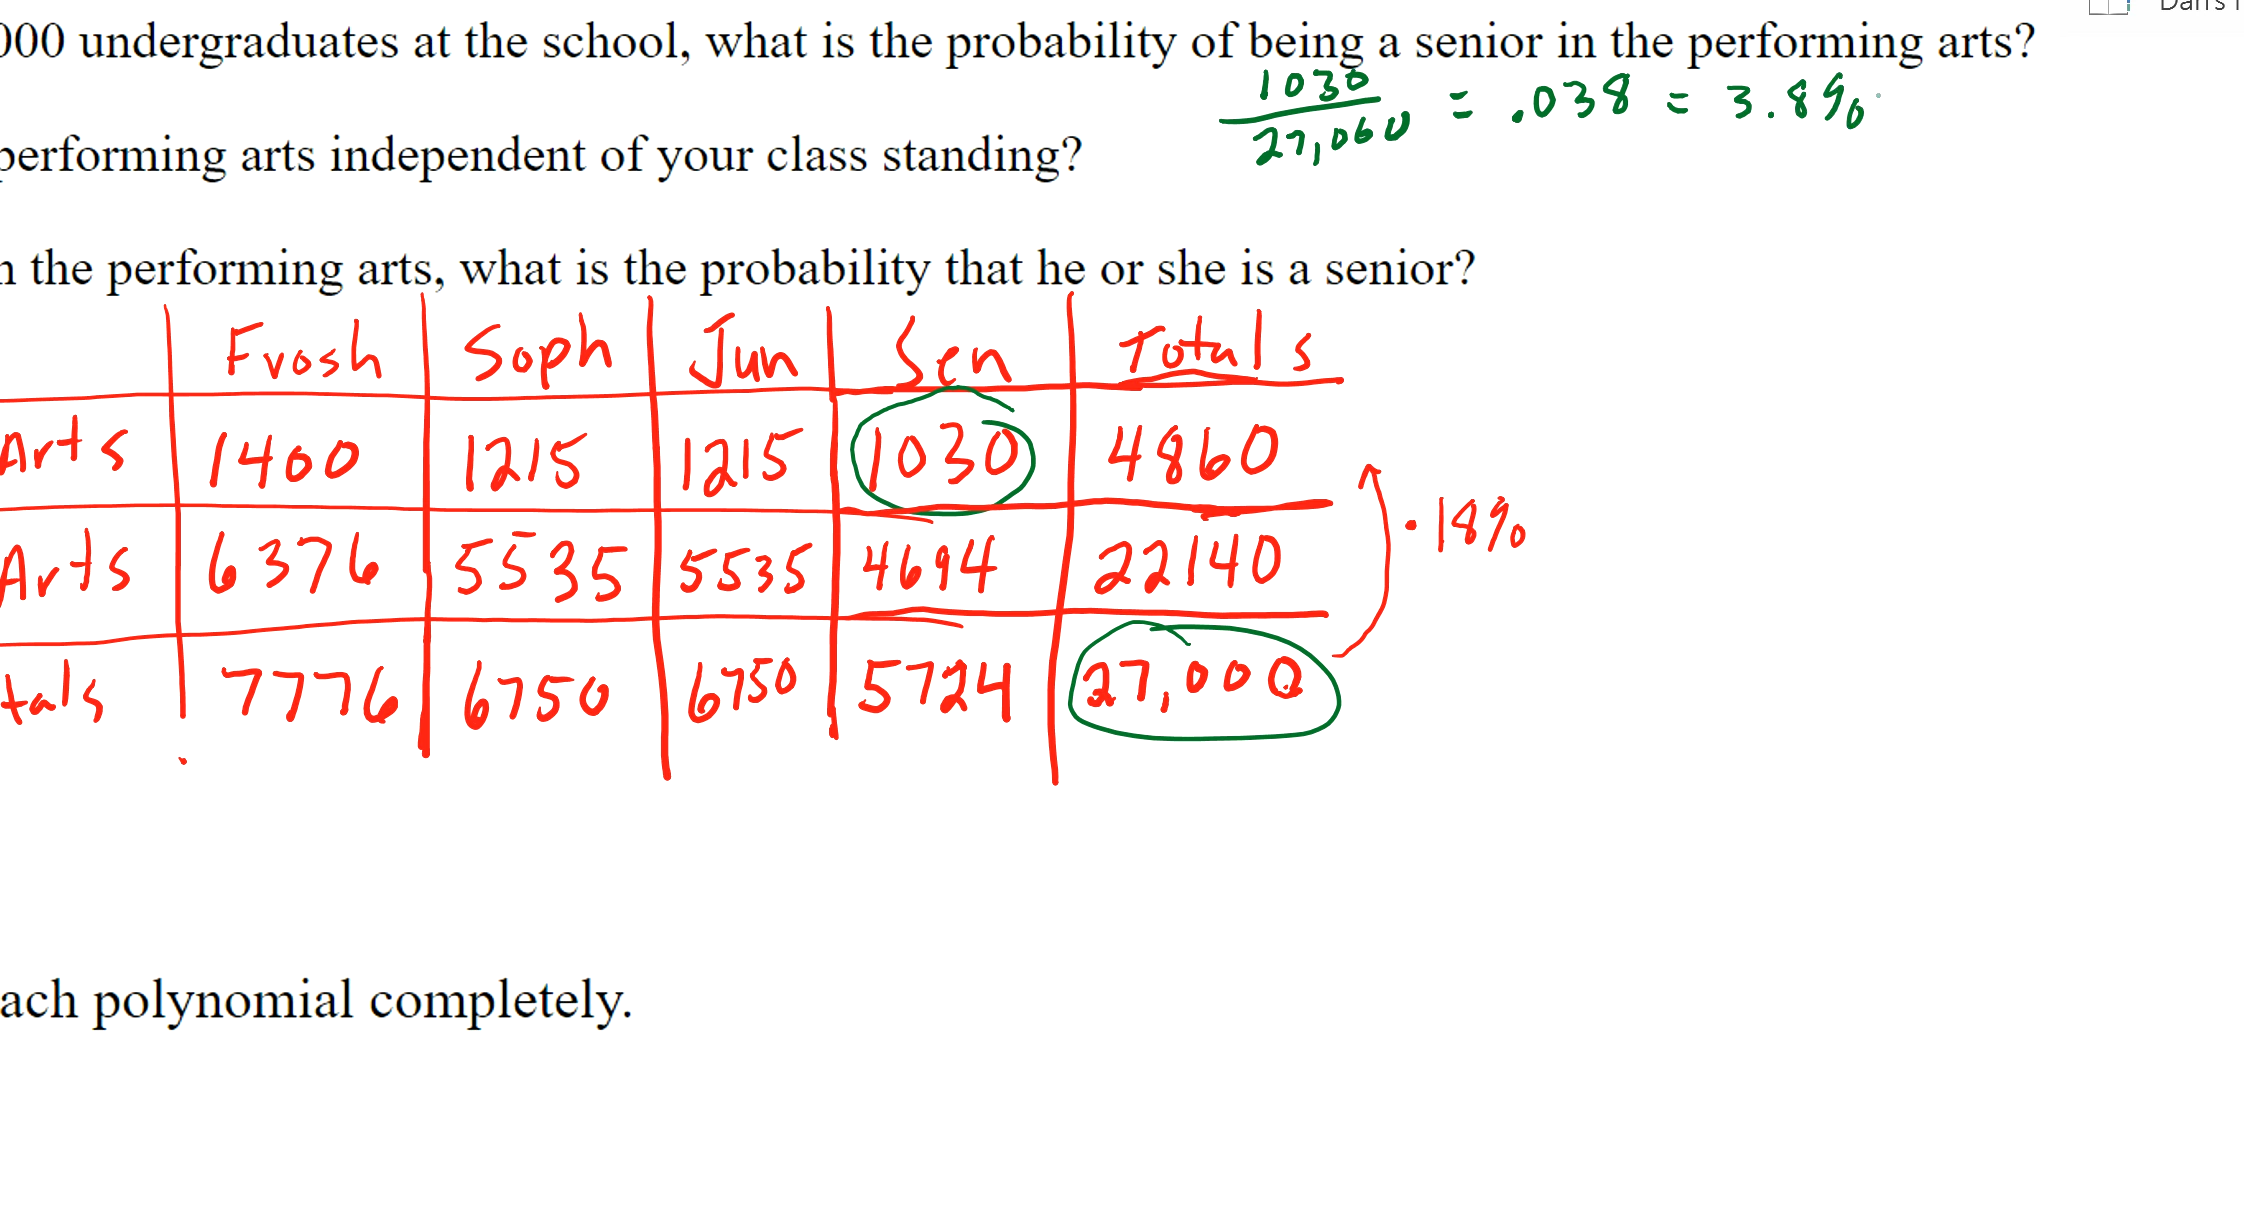 000 undergraduates at the school, what is the probability of being a senior in the performing arts?
1030
27,060 = .038 = 3.8%
performing arts independent of your class standing?
the performing arts, what is the probability that he or she is a senior?
Frosh Soph Jun Sen Totals
Arts 1400 1215 1215 1030 4860
·18%
Arts 6376 5535 5535 4694 22140
tals 7776 6750 6750 5724 27,000
ach polynomial completely.